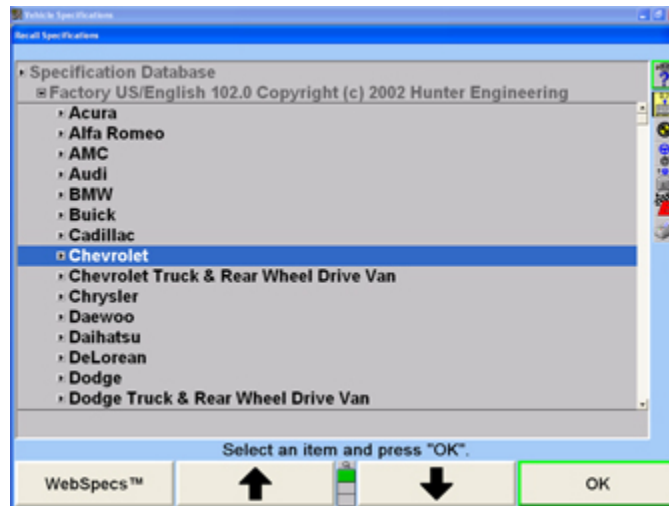 Vehicle Specifications
Recall Specifications
Specification Database
Factory US/English 102.0 Copyright (c) 2002 Hunter Engineering
Acura
Alfa Romeo
AMC
Audi
BMW
Buick
Cadillac
Chevrolet
Chevrolet Truck & Rear Wheel Drive Van
Chrysler
Daewoo
Daihatsu
DeLorean
Dodge
Dodge Truck & Rear Wheel Drive Van
Select an item and press "OK".
WebSpecs™
OK